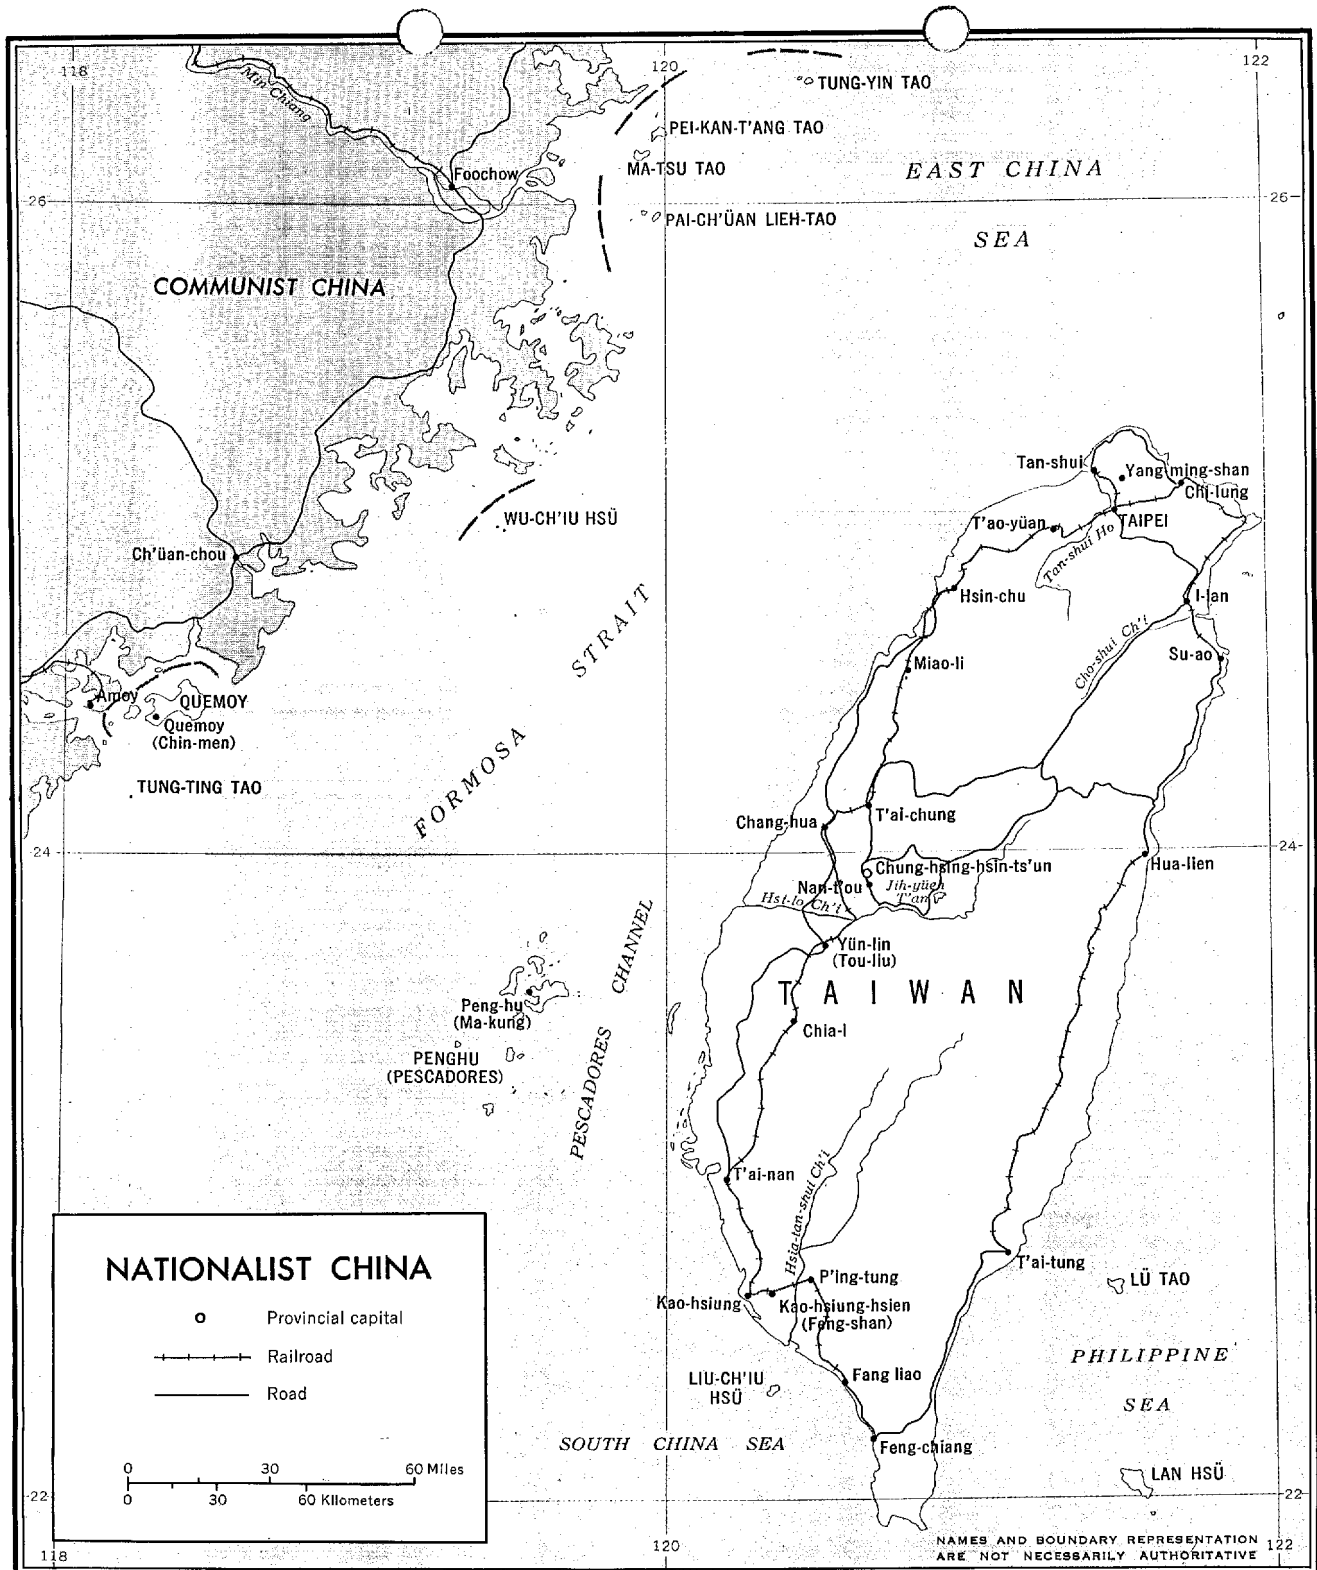 118
120
122
Min Chiang
TUNG-YIN TAO
PEI-KAN-T'ANG TAO
MA-TSU TAO
EAST CHINA
SEA
Foochow
26
26
PAI-CH'ÜAN LIEH-TAO
COMMUNIST CHINA
Tan-shui
Yang ming-shan
Chi-lung
WU-CH'IU HSÜ
T'ao-yüan
TAIPEI
Tan-shui Ho
Ch'üan-chou
Hsin-chu
I-lan
FORMOSA STRAIT
Cho-shui Ch'i
Su-ao
Miao-li
Amoy
QUEMOY
Quemoy
(Chin-men)
TUNG-TING TAO
T'ai-chung
Chang-hua
24
24
Hua-lien
Chung-hsing-hsin-ts'un
Nan-t'ou
Jih-yüeh
T'an
Hsi-lo Ch'i
Yün-lin
(Tou-liu)
TAIWAN
PESCADORES CHANNEL
Peng-hu
(Ma-kung)
Chia-I
PENGHU
(PESCADORES)
T'ai-nan
Hsia-tan-shui Ch'i
T'ai-tung
P'ing-tung
LÜ TAO
Kao-hsiung
Kao-hsiung-hsien
(Feng-shan)
PHILIPPINE
SEA
LIU-CH'IU
HSÜ
Fang liao
SOUTH CHINA SEA
Feng-chiang
LAN HSÜ
NATIONALIST CHINA
Provincial capital
Railroad
Road
0 30 60 Miles
0 30 60 Kilometers
22
22
NAMES AND BOUNDARY REPRESENTATION
ARE NOT NECESSARILY AUTHORITATIVE
118
120
122